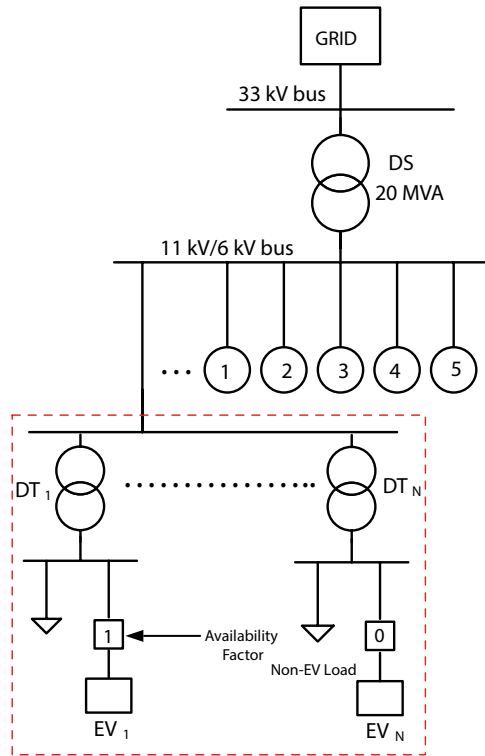 GRID
33 kV bus
DS
20 MVA
11 kV/6 kV bus
1 2 3 4 5
DT 1
DT N
1
Availability
Factor
0
Non-EV Load
EV 1
EV N